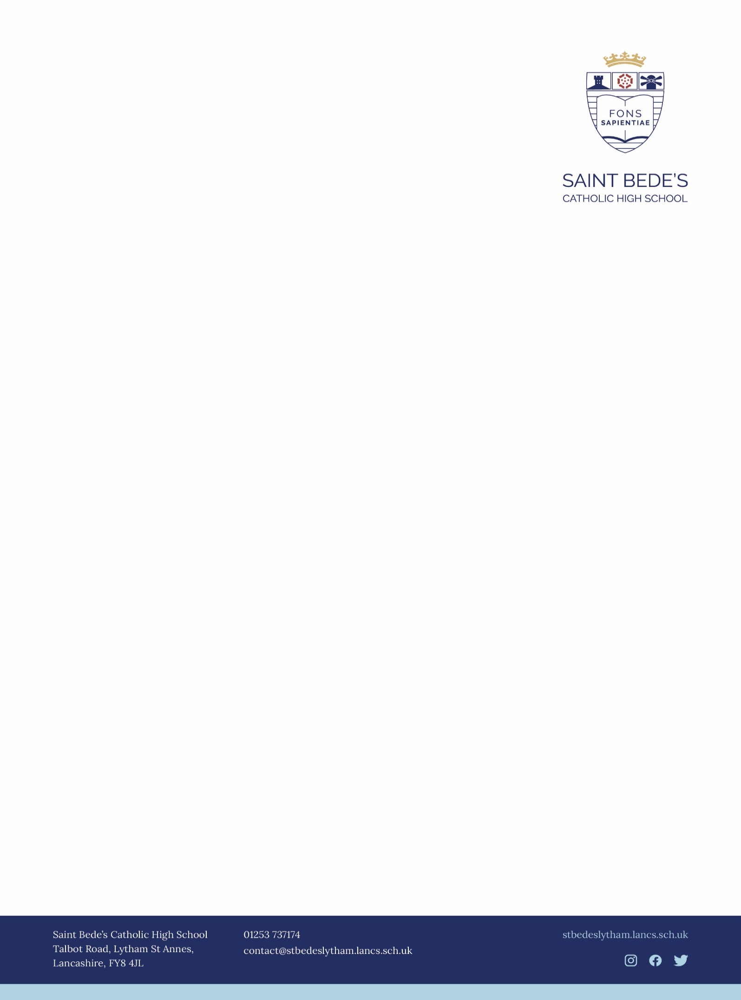 FONS
SAPIENTIAE
SAINT BEDE’S
CATHOLIC HIGH SCHOOL
Saint Bede’s Catholic High School
Talbot Road, Lytham St Annes,
Lancashire, FY8 4JL
01253 737174
contact@stbedeslytham.lancs.sch.uk
stbedeslytham.lancs.sch.uk